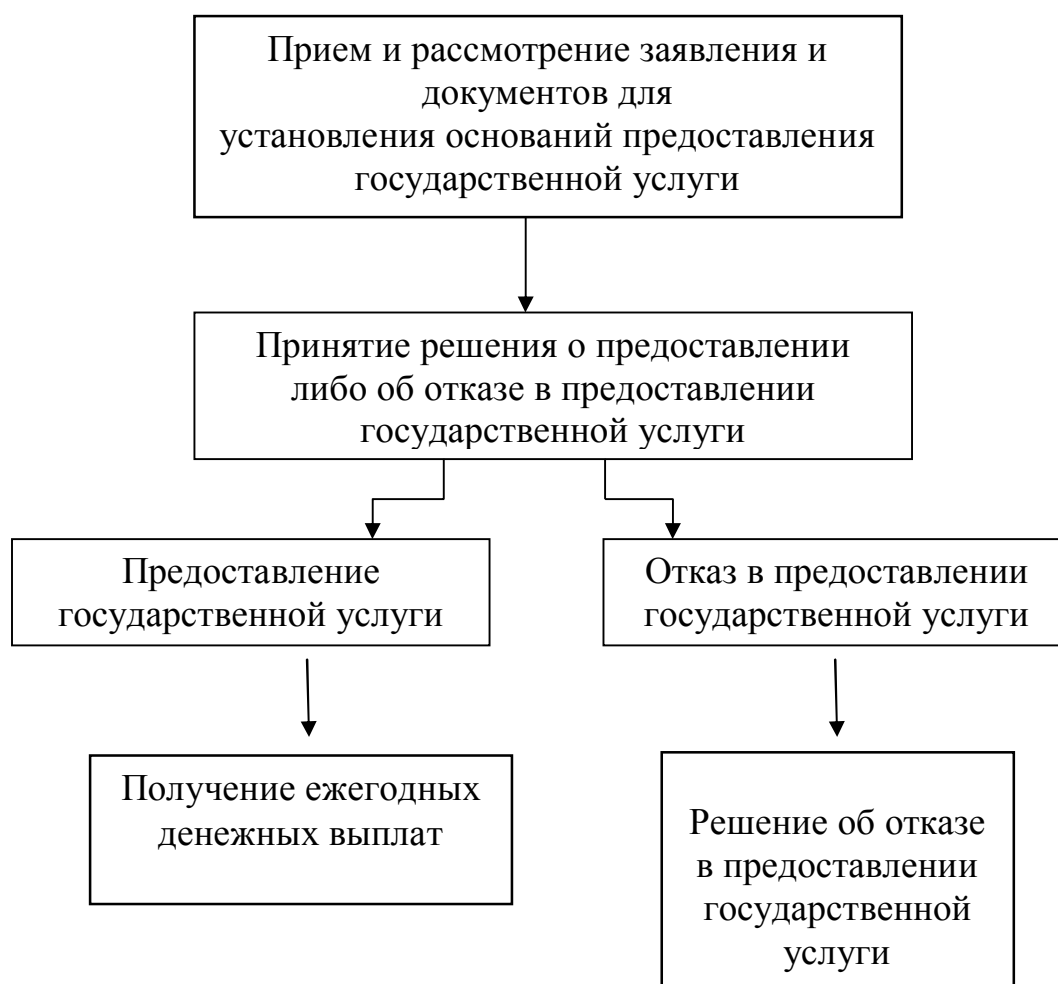 Прием и рассмотрение заявления и
документов для
установления оснований предоставления
государственной услуги
Принятие решения о предоставлении
либо об отказе в предоставлении
государственной услуги
Предоставление
государственной услуги
Отказ в предоставлении
государственной услуги
Получение ежегодных
денежных выплат
Решение об отказе
в предоставлении
государственной
услуги